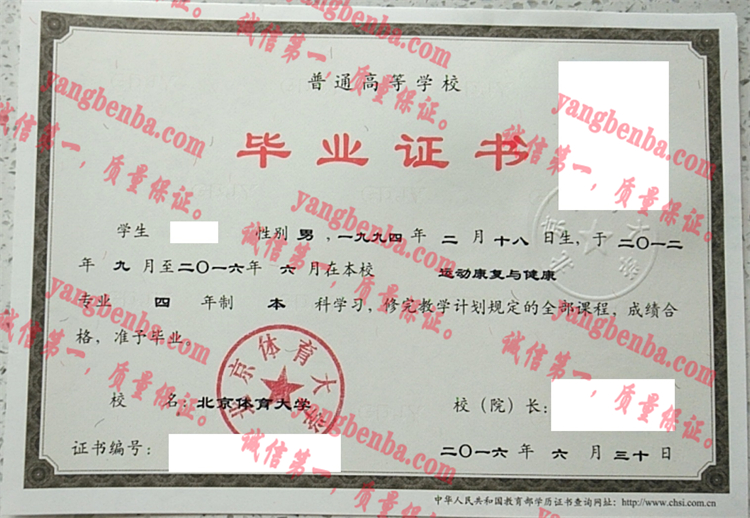 普通高等学校
毕业证书
学生 性别 男 ,一九九四 年 二 月 十八 日生, 于 二〇一二
年 九 月至二〇一六年 六 月在本校 运动康复与健康
专业 四 年制 本 科学习, 修完教学计划规定的全部课程, 成绩合
格, 准予毕业。
北京体育大学
校 名: 北京体育大学 校 (院) 长:
证书编号: 二〇一六 年 六 月 三十 日
中华人民共和国教育部学历证书查询网址: http://www.chsi.com.cn
yangbenba.com
诚信第一, 质量保证。